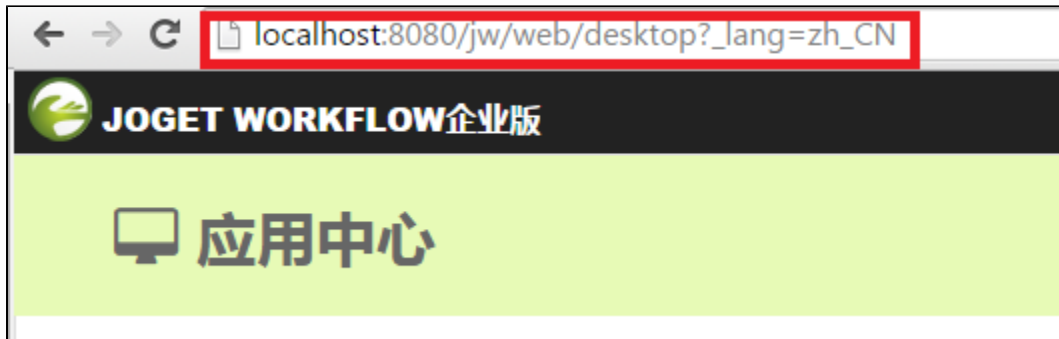 localhost:8080/jw/web/desktop?_lang=zh_CN
JOGET WORKFLOW企业版
应用中心